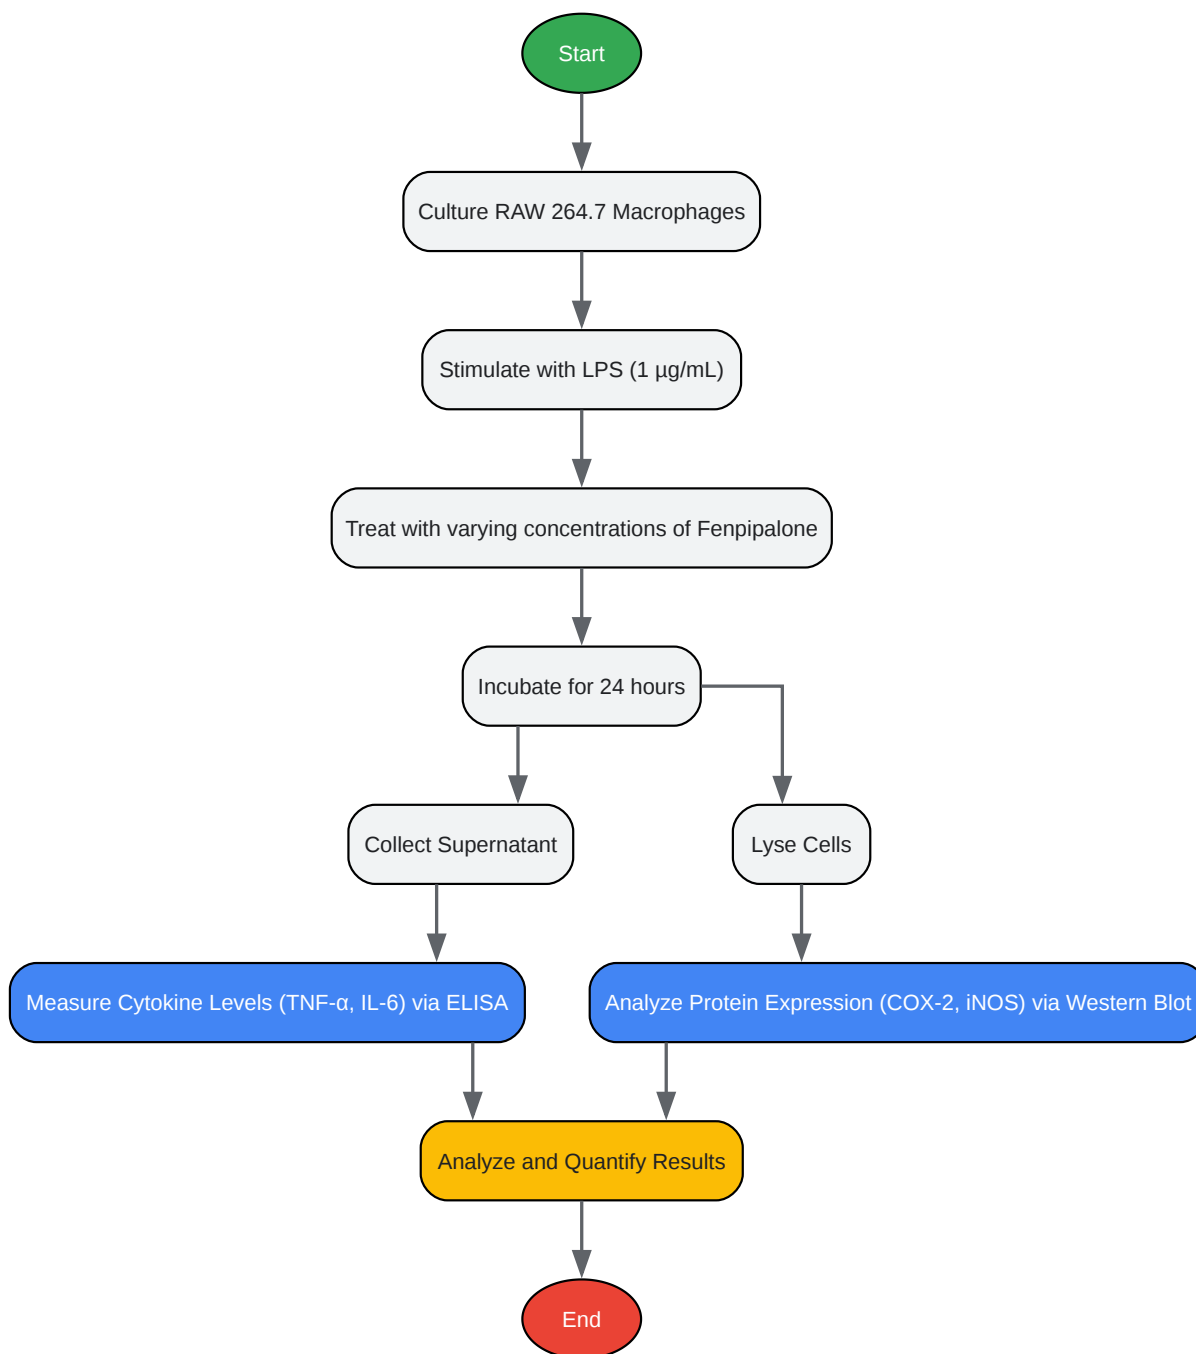 Start
Culture RAW 264.7 Macrophages
Stimulate with LPS (1 µg/mL)
Treat with varying concentrations of Fenpipalone
Incubate for 24 hours
Collect Supernatant
Lyse Cells
Measure Cytokine Levels (TNF-α, IL-6) via ELISA
Analyze Protein Expression (COX-2, iNOS) via Western Blot
Analyze and Quantify Results
End